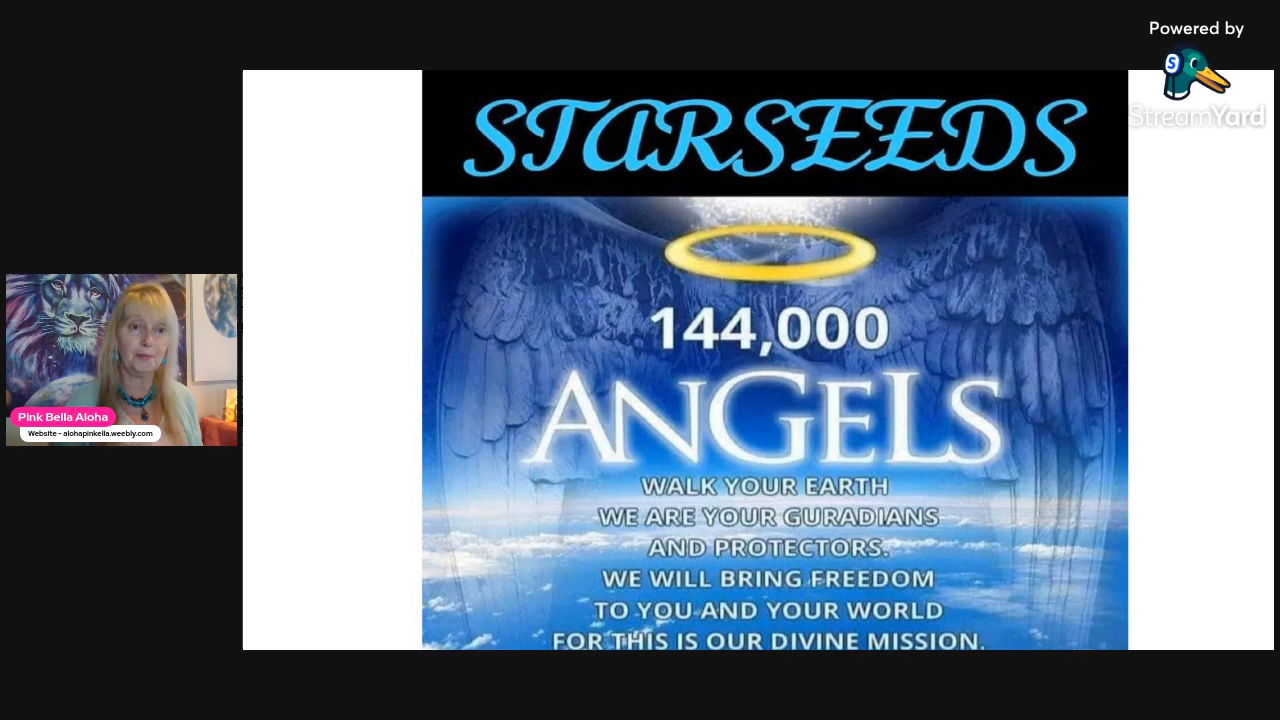 Powered by
S
StreamYard
STARSEEDS
144,000
ANGELS
WALK YOUR EARTH
WE ARE YOUR GURADIANS
AND PROTECTORS.
WE WILL BRING FREEDOM
TO YOU AND YOUR WORLD
FOR THIS IS OUR DIVINE MISSION.
Pink Bella Aloha
Website - alohapinkella.weebly.com